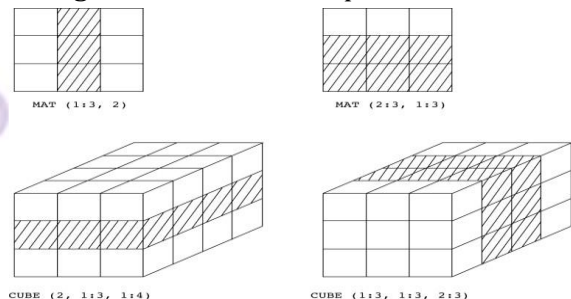 MAT (1:3, 2)
MAT (2:3, 1:3)
CUBE (2, 1:3, 1:4)
CUBE (1:3, 1:3, 2:3)